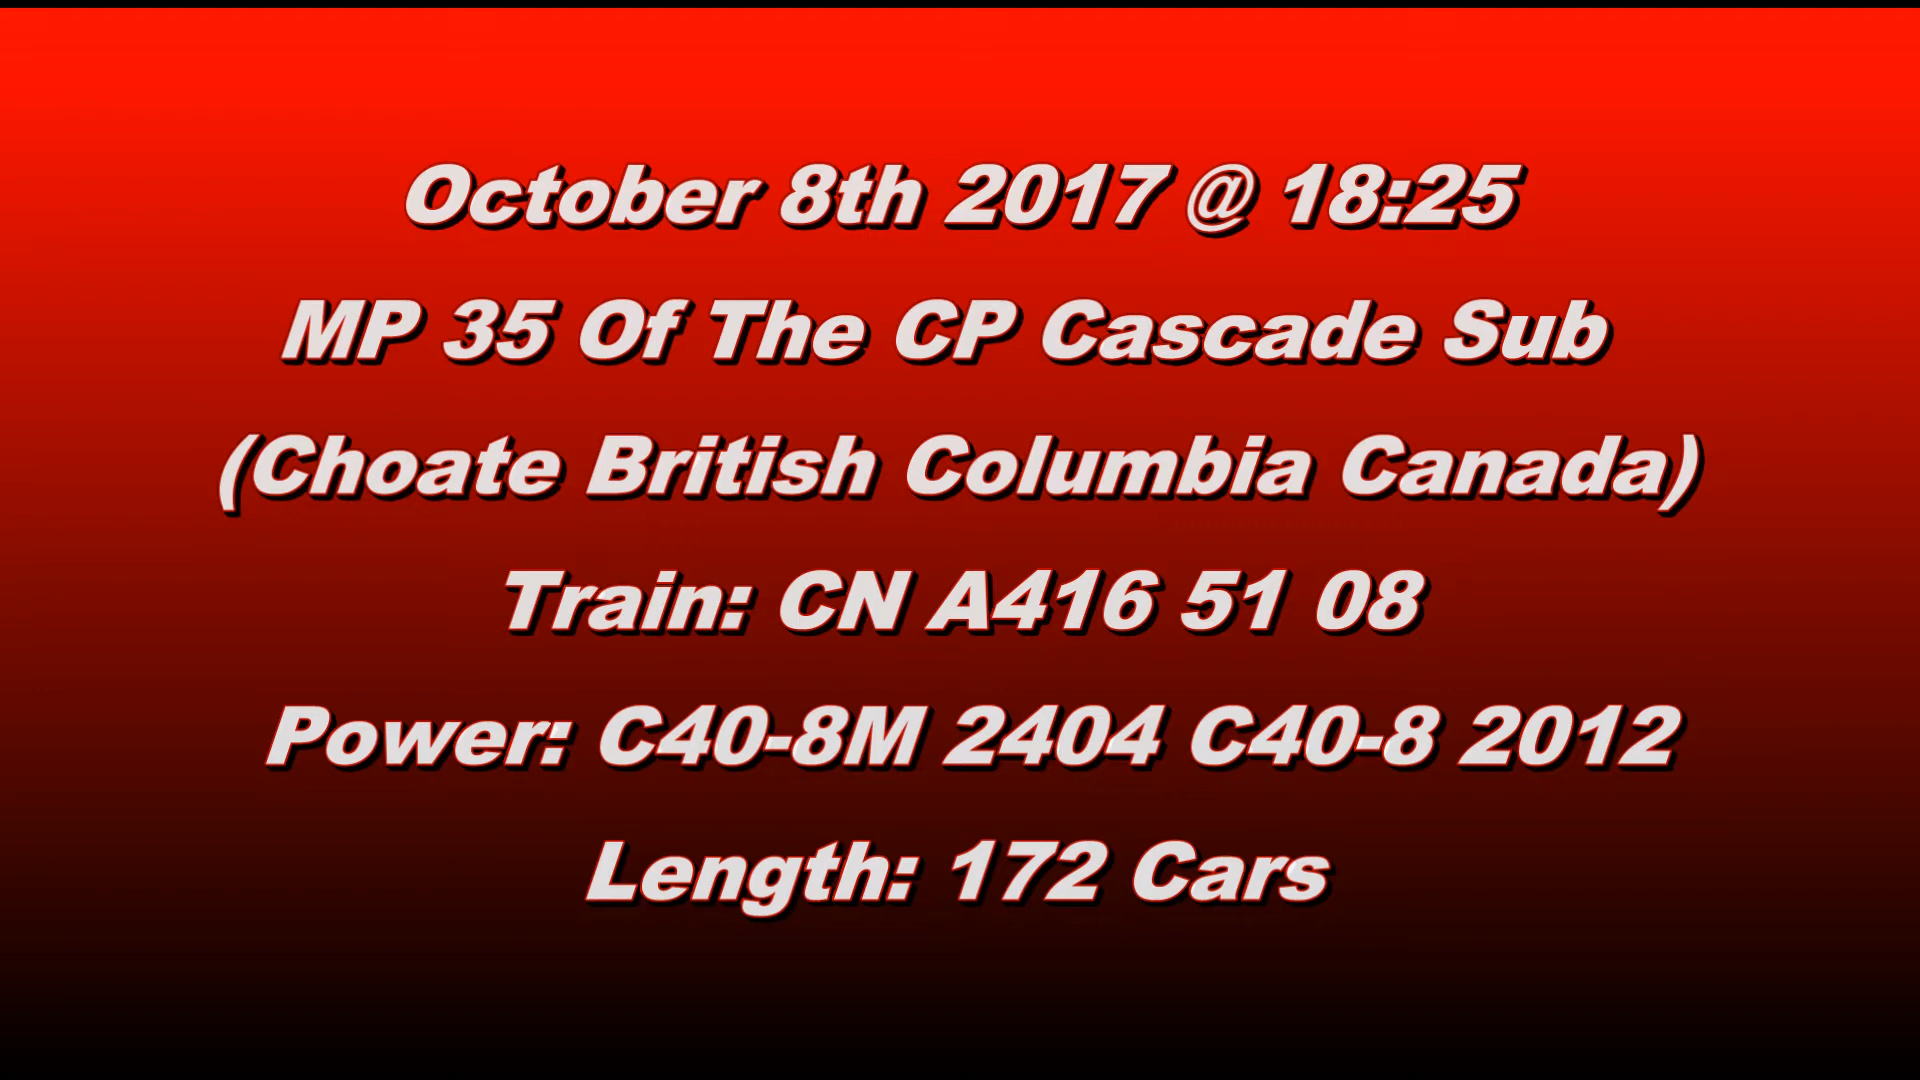 October 8th 2017 @ 18:25
MP 35 Of The CP Cascade Sub
(Choate British Columbia Canada)
Train: CN A416 51 08
Power: C40-8M 2404 C40-8 2012
Length: 172 Cars